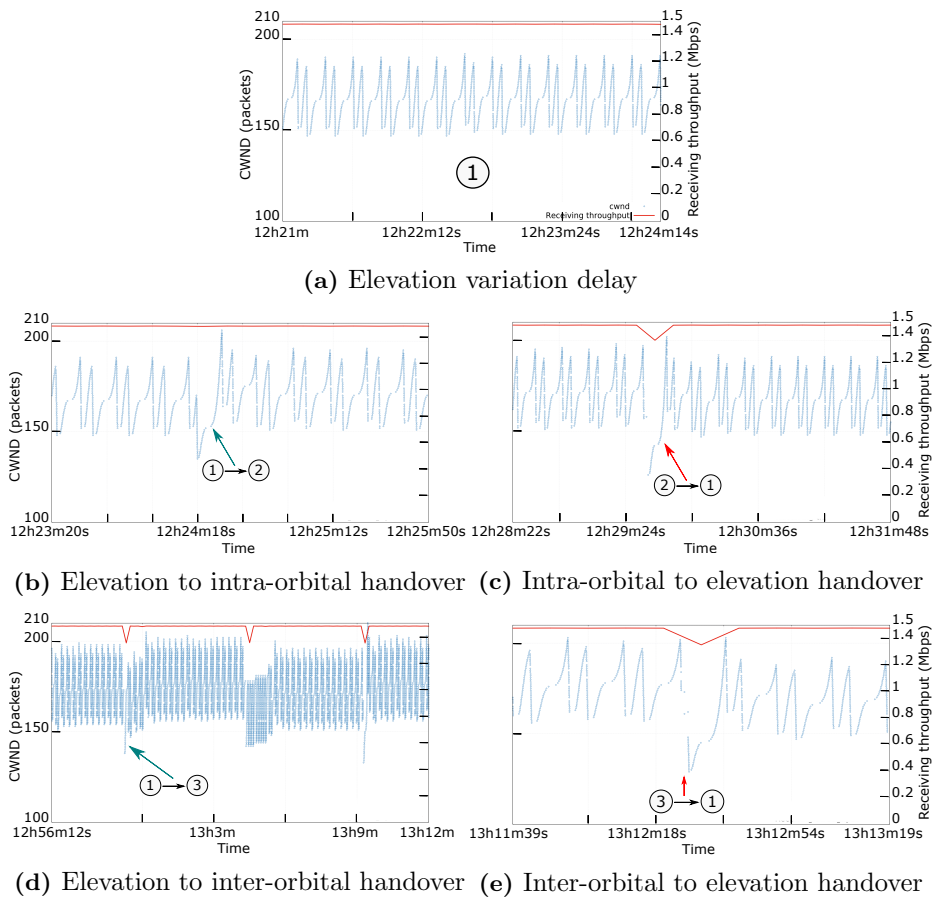 210
200
150
100
CWND (packets)
1.5
1.4
1.2
1
0.8
0.6
0.4
0.2
0
Receiving throughput (Mbps)
1
cwnd
Receiving throughput
12h21m 12h22m12s 12h23m24s 12h24m14s
Time
(a) Elevation variation delay
210
200
150
100
CWND (packets)
1 2
12h23m20s 12h24m18s 12h25m12s 12h25m50s
Time
(b) Elevation to intra-orbital handover
1.5
1.4
1.2
1
0.8
0.6
0.4
0.2
0
Receiving throughput (Mbps)
2 1
12h28m22s 12h29m24s 12h30m36s 12h31m48s
Time
(c) Intra-orbital to elevation handover
210
200
150
100
CWND (packets)
1 3
12h56m12s 13h3m 13h9m 13h12m
Time
(d) Elevation to inter-orbital handover
1.5
1.4
1.2
1
0.8
0.6
0.4
0.2
0
Receiving throughput (Mbps)
3 1
13h11m39s 13h12m18s 13h12m54s 13h13m19s
Time
(e) Inter-orbital to elevation handover